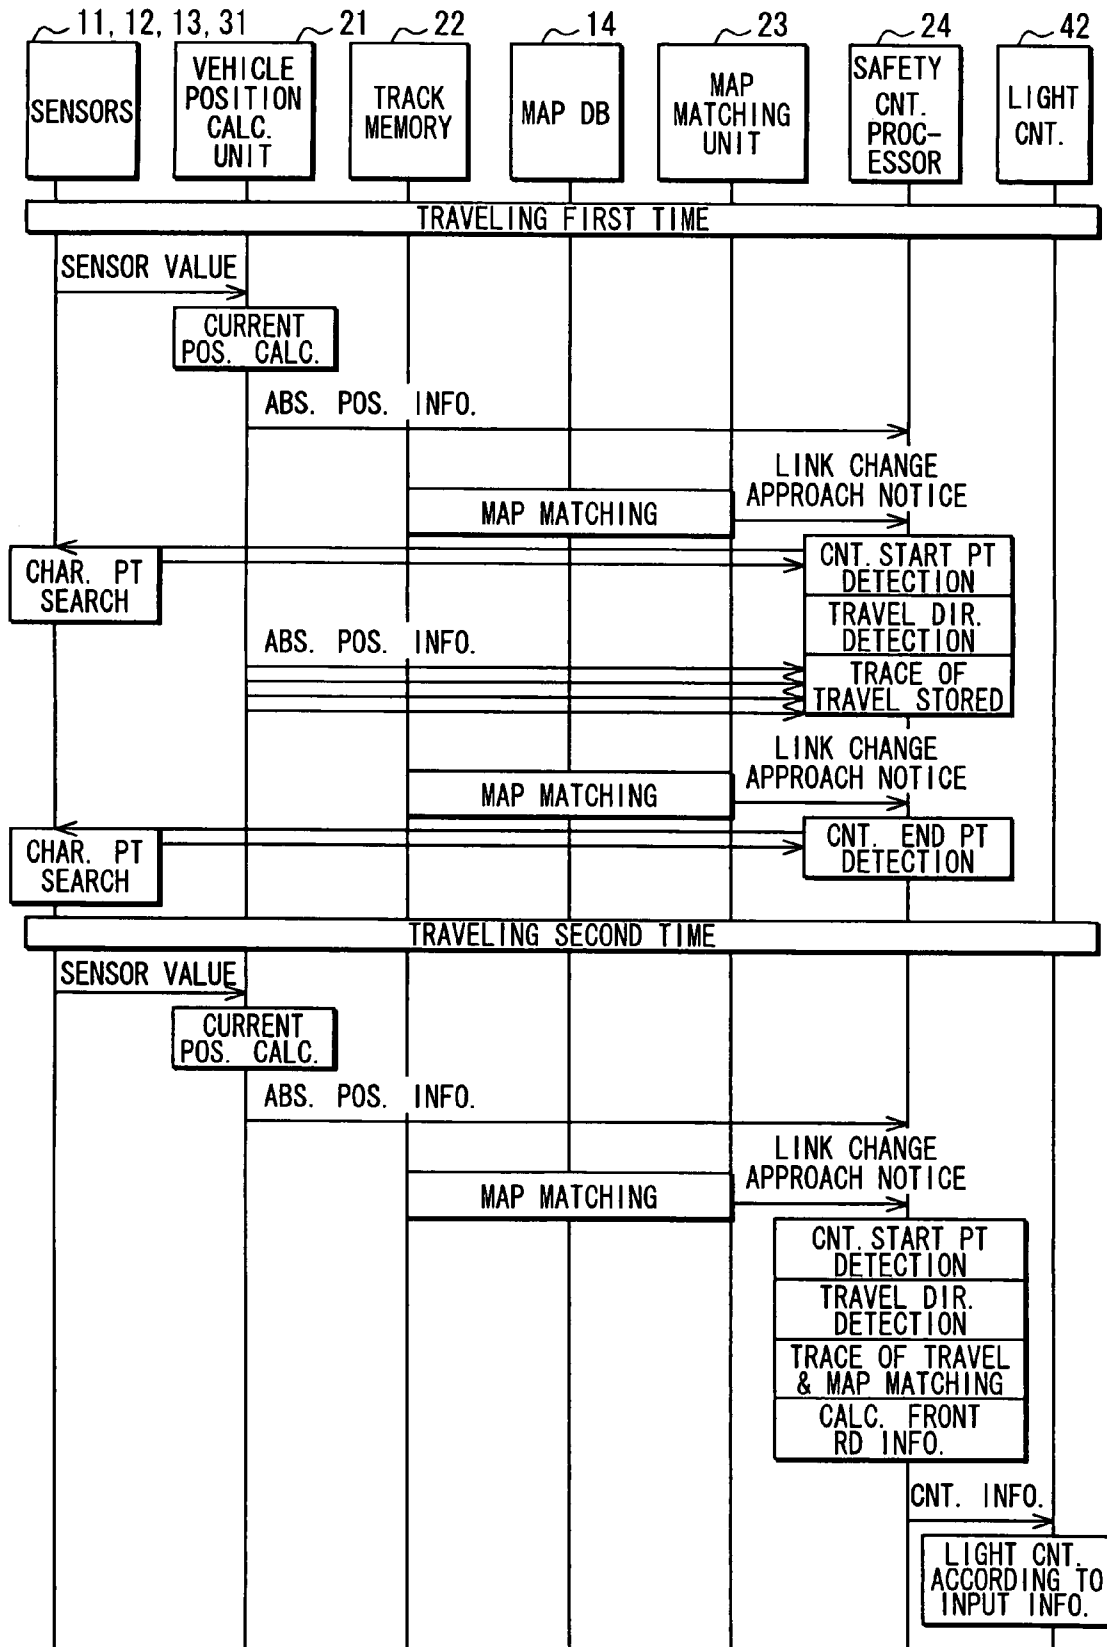 11, 12, 13, 31
21
22
14
23
24
42
SENSORS
VEHICLE
POSITION
CALC.
UNIT
TRACK
MEMORY
MAP DB
MAP
MATCHING
UNIT
SAFETY
CNT.
PROC-
ESSOR
LIGHT
CNT.
TRAVELING FIRST TIME
SENSOR VALUE
CURRENT
POS. CALC.
ABS. POS. INFO.
LINK CHANGE
APPROACH NOTICE
MAP MATCHING
CHAR. PT
SEARCH
CNT. START PT
DETECTION
TRAVEL DIR.
DETECTION
ABS. POS. INFO.
TRACE OF
TRAVEL STORED
LINK CHANGE
APPROACH NOTICE
MAP MATCHING
CHAR. PT
SEARCH
CNT. END PT
DETECTION
TRAVELING SECOND TIME
SENSOR VALUE
CURRENT
POS. CALC.
ABS. POS. INFO.
LINK CHANGE
APPROACH NOTICE
MAP MATCHING
CNT. START PT
DETECTION
TRAVEL DIR.
DETECTION
TRACE OF TRAVEL
& MAP MATCHING
CALC. FRONT
RD INFO.
CNT. INFO.
LIGHT CNT.
ACCORDING TO
INPUT INFO.